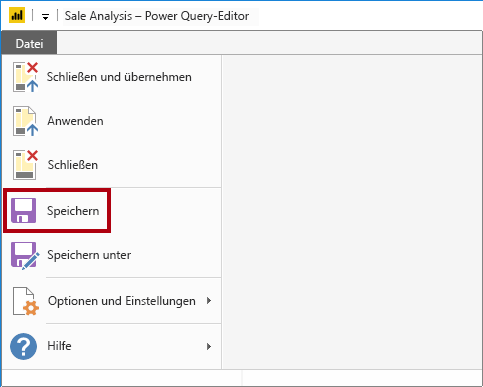 Sale Analysis – Power Query-Editor
Datei
Schließen und übernehmen
Anwenden
Schließen
Speichern
Speichern unter
Optionen und Einstellungen
Hilfe